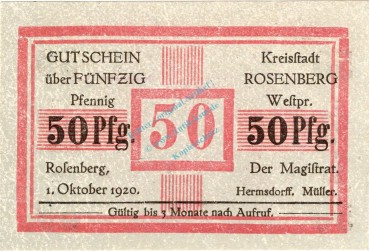 GUTSCHEIN
über FÜNFZIG
Pfennig
50 Pfg.
Rosenberg,
1. Oktober 1920.
50
Kreisstadt
ROSENBERG
Westpr.
50 Pfg.
Der Magistrat.
Hermsdorff. Müller.
Gültig bis 3 Monate nach Aufruf.